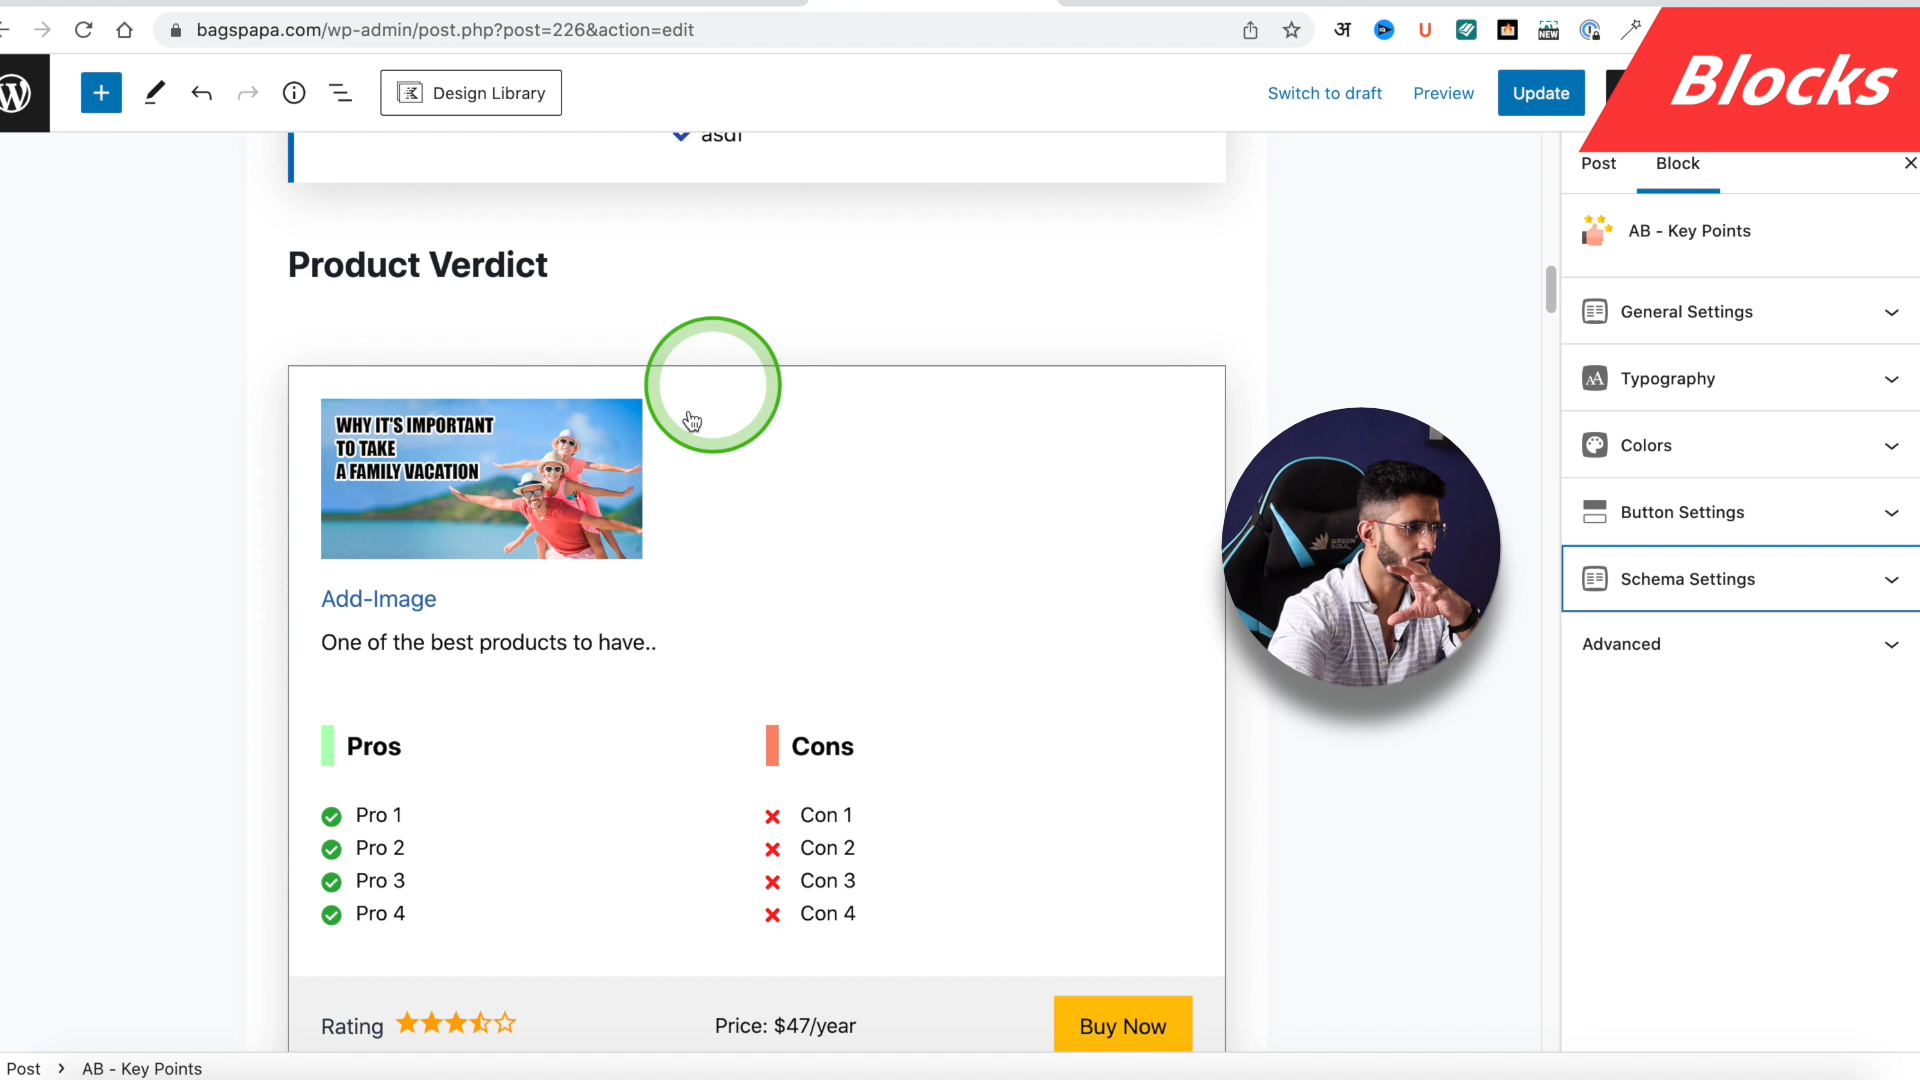 bagspapa.com/wp-admin/post.php?post=226&action=edit
अ
U
NEW
Blocks
Design Library
Switch to draft
Preview
Update
asdf
Post
Block
AB - Key Points
Product Verdict
General Settings
Typography
Colors
Button Settings
Schema Settings
Advanced
WHY IT'S IMPORTANT
TO TAKE
A FAMILY VACATION
GREEN
SOUL
Add-Image
One of the best products to have..
Pros
Cons
Pro 1
Con 1
Pro 2
Con 2
Pro 3
Con 3
Pro 4
Con 4
Rating
Price: $47/year
Buy Now
Post
AB - Key Points